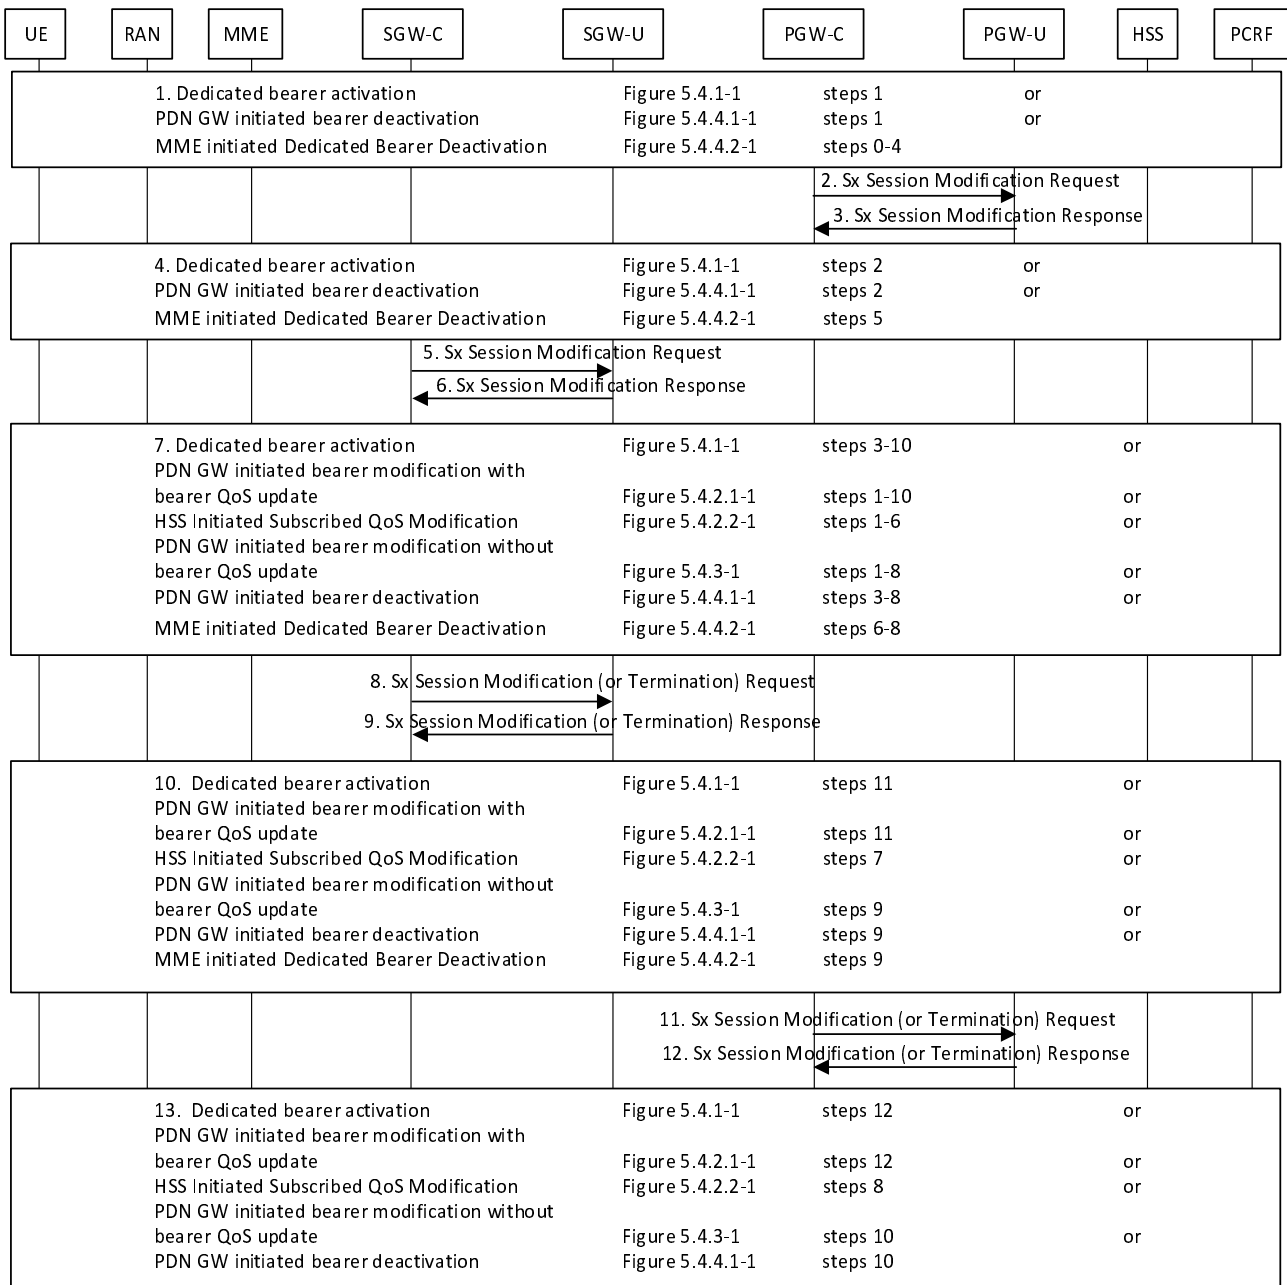 UE RAN MME SGW-C SGW-U PGW-C PGW-U HSS PCRF
1. Dedicated bearer activation Figure 5.4.1-1 steps 1 or
PDN GW initiated bearer deactivation Figure 5.4.4.1-1 steps 1 or
MME initiated Dedicated Bearer Deactivation Figure 5.4.4.2-1 steps 0-4
2. Sx Session Modification Request
3. Sx Session Modification Response
4. Dedicated bearer activation Figure 5.4.1-1 steps 2 or
PDN GW initiated bearer deactivation Figure 5.4.4.1-1 steps 2 or
MME initiated Dedicated Bearer Deactivation Figure 5.4.4.2-1 steps 5
5. Sx Session Modification Request
6. Sx Session Modification Response
7. Dedicated bearer activation Figure 5.4.1-1 steps 3-10 or
PDN GW initiated bearer modification with
bearer QoS update Figure 5.4.2.1-1 steps 1-10 or
HSS Initiated Subscribed QoS Modification Figure 5.4.2.2-1 steps 1-6 or
PDN GW initiated bearer modification without
bearer QoS update Figure 5.4.3-1 steps 1-8 or
PDN GW initiated bearer deactivation Figure 5.4.4.1-1 steps 3-8 or
MME initiated Dedicated Bearer Deactivation Figure 5.4.4.2-1 steps 6-8
8. Sx Session Modification (or Termination) Request
9. Sx Session Modification (or Termination) Response
10. Dedicated bearer activation Figure 5.4.1-1 steps 11 or
PDN GW initiated bearer modification with
bearer QoS update Figure 5.4.2.1-1 steps 11 or
HSS Initiated Subscribed QoS Modification Figure 5.4.2.2-1 steps 7 or
PDN GW initiated bearer modification without
bearer QoS update Figure 5.4.3-1 steps 9 or
PDN GW initiated bearer deactivation Figure 5.4.4.1-1 steps 9 or
MME initiated Dedicated Bearer Deactivation Figure 5.4.4.2-1 steps 9
11. Sx Session Modification (or Termination) Request
12. Sx Session Modification (or Termination) Response
13. Dedicated bearer activation Figure 5.4.1-1 steps 12 or
PDN GW initiated bearer modification with
bearer QoS update Figure 5.4.2.1-1 steps 12 or
HSS Initiated Subscribed QoS Modification Figure 5.4.2.2-1 steps 8 or
PDN GW initiated bearer modification without
bearer QoS update Figure 5.4.3-1 steps 10 or
PDN GW initiated bearer deactivation Figure 5.4.4.1-1 steps 10